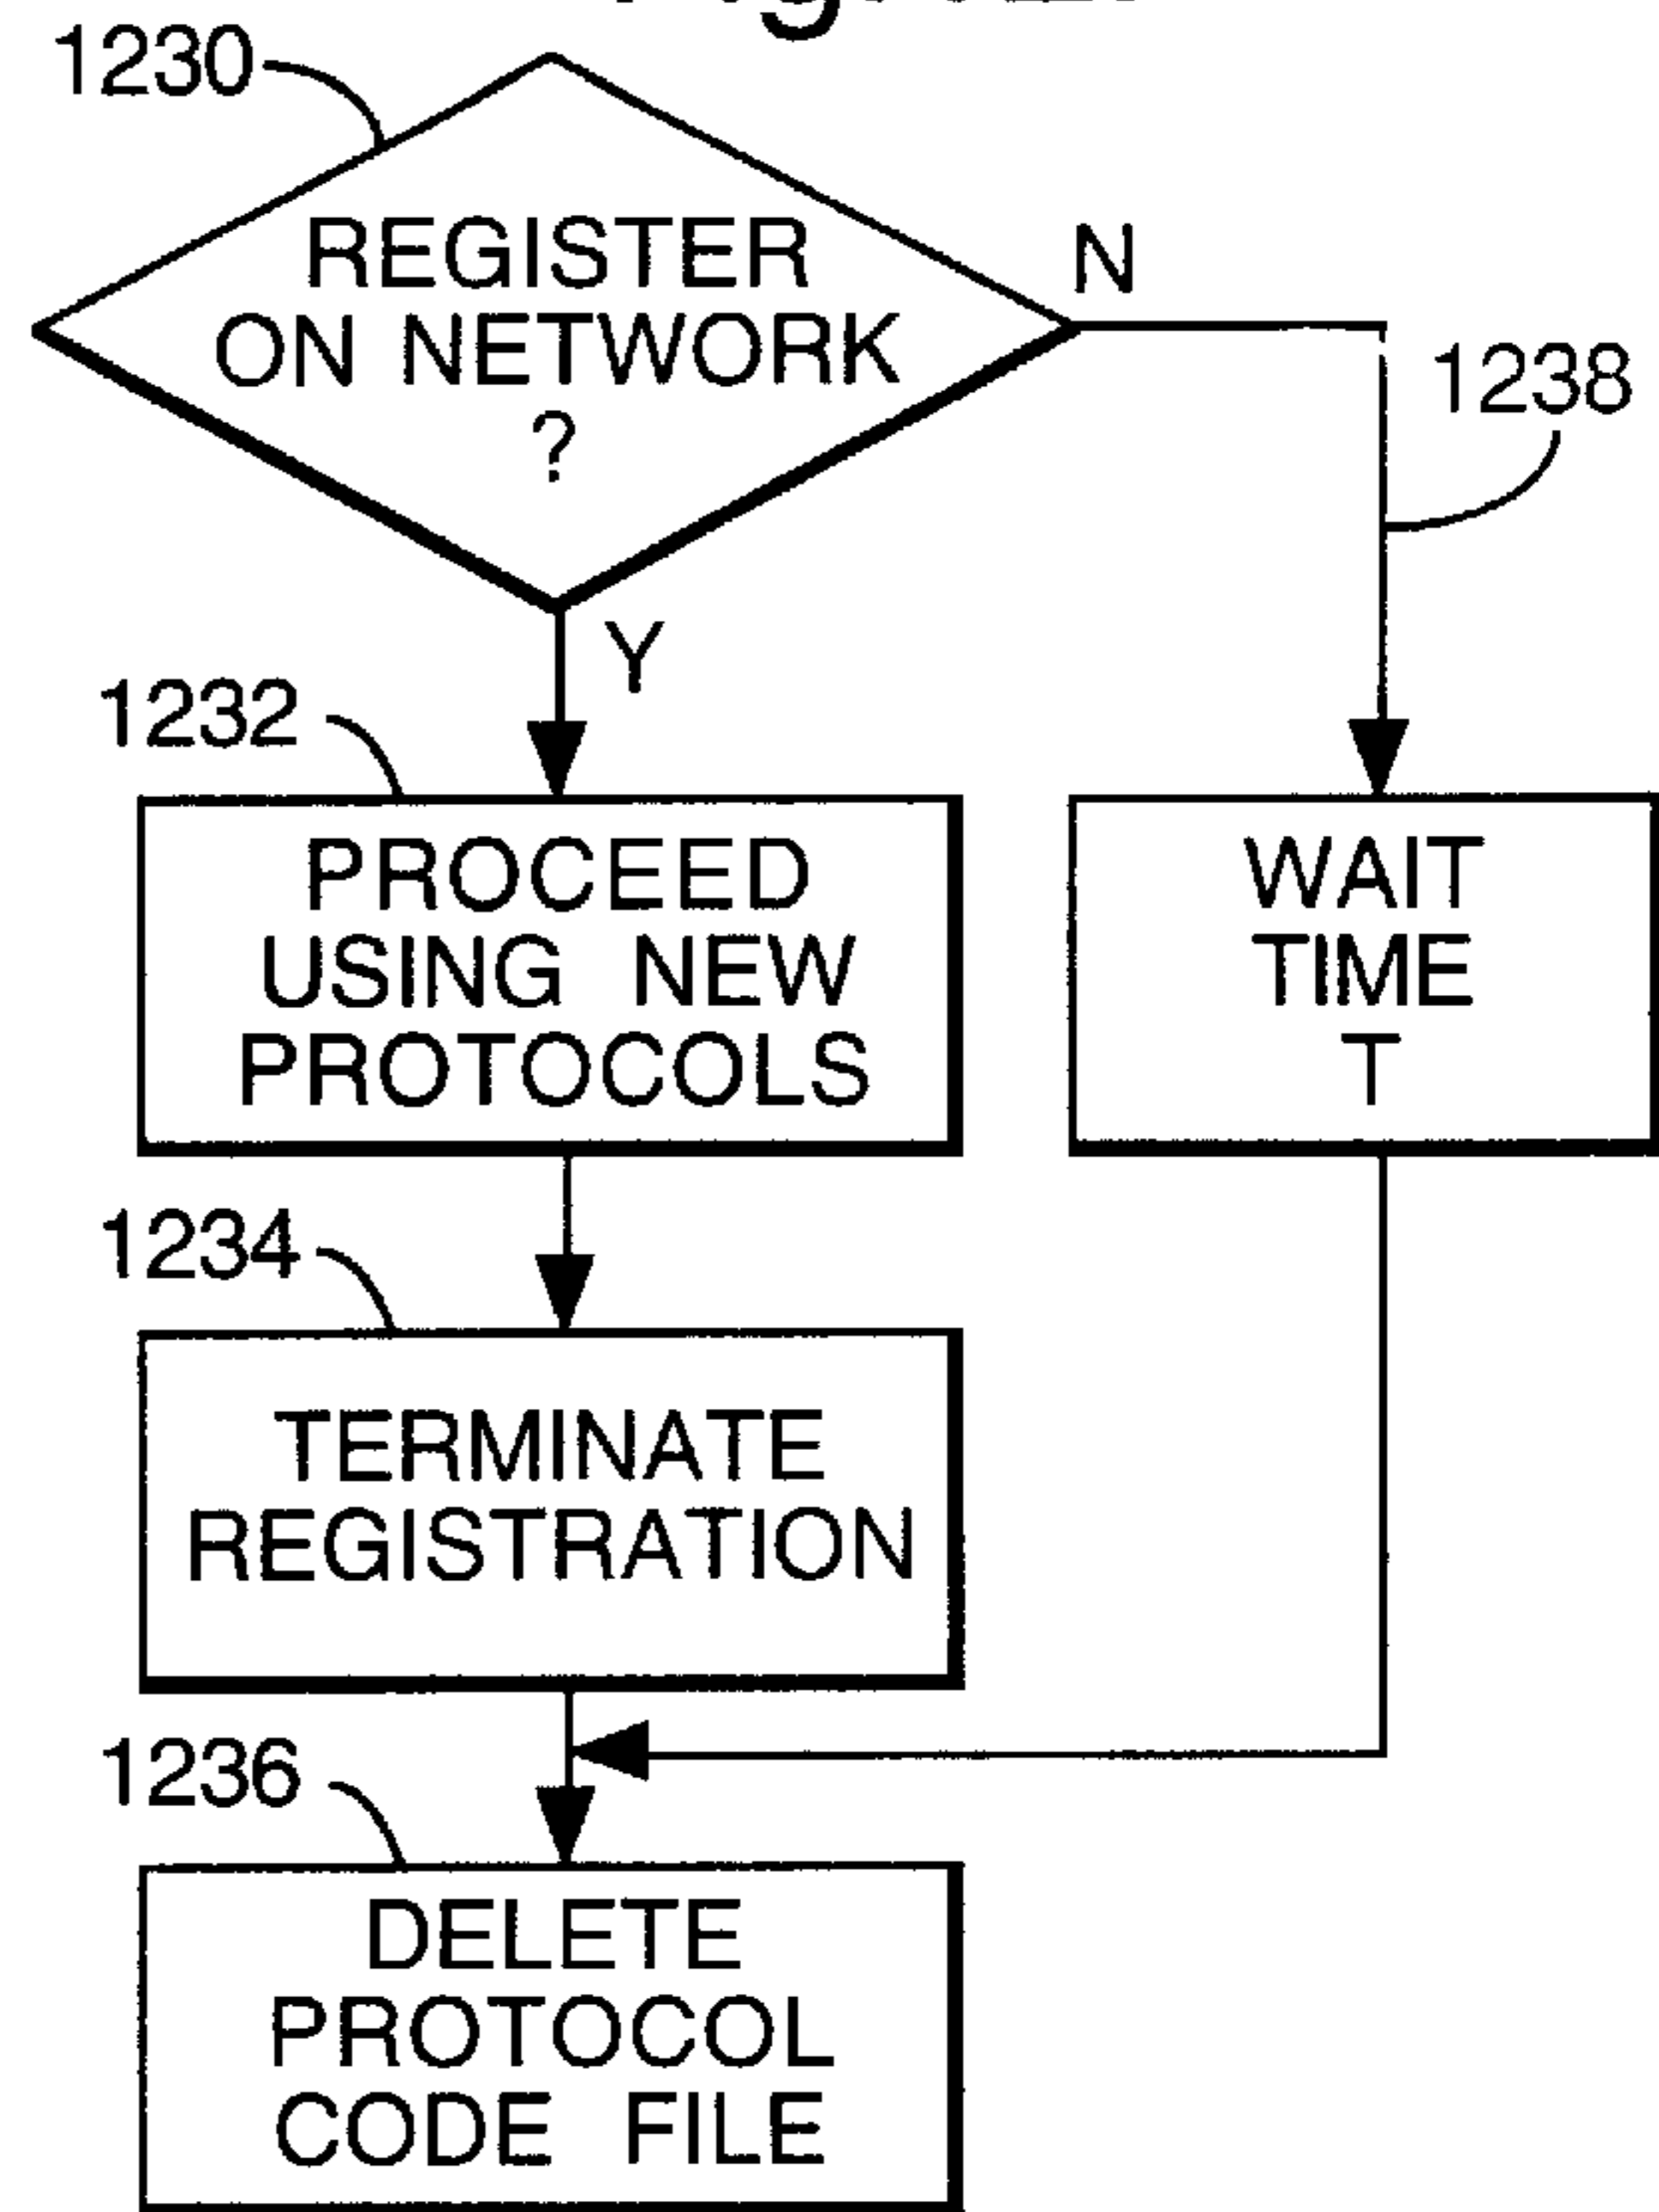 1230
REGISTER
ON NETWORK
?
N
1238
Y
1232
PROCEED
USING NEW
PROTOCOLS
WAIT
TIME
T
1234
TERMINATE
REGISTRATION
1236
DELETE
PROTOCOL
CODE FILE